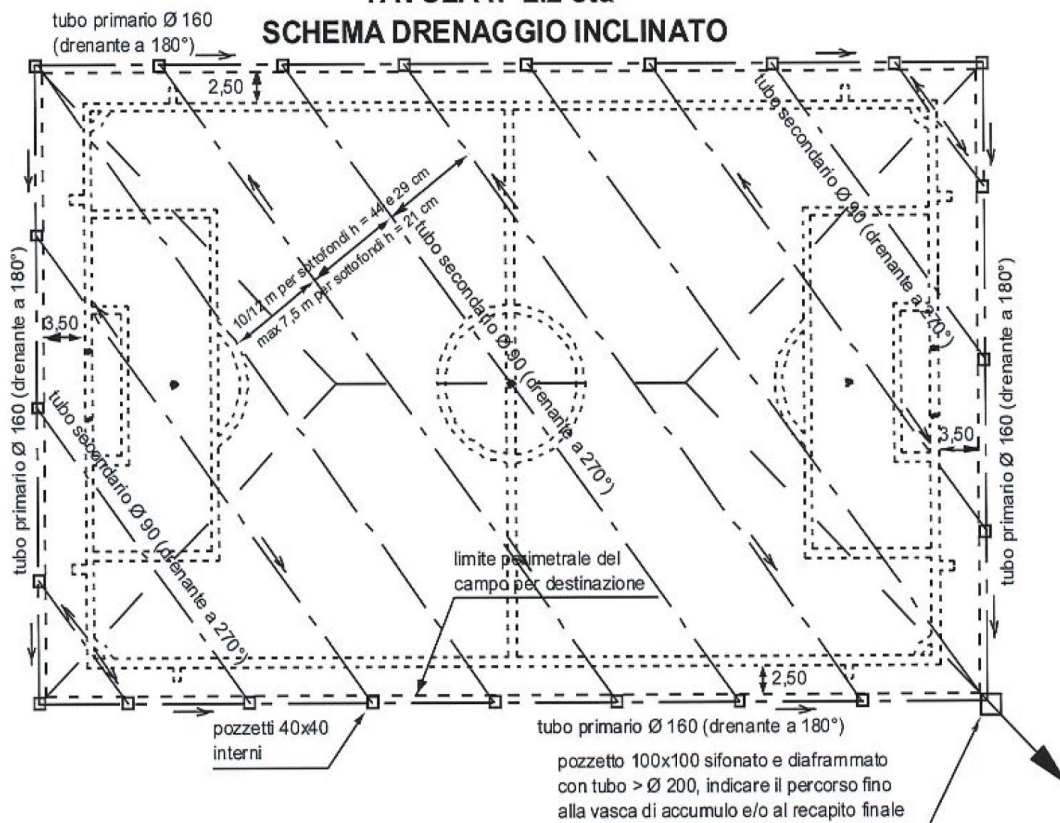 SCHEMA DRENAGGIO INCLINATO
tubo primario Ø 160
(drenante a 180°)
2,50
tubo secondario Ø 90 (drenante a 270°)
10/12 m per sottofondi h = 44 e 29 cm
max 7,5 m per sottofondi h = 21 cm
tubo secondario Ø 90 (drenante a 270°)
tubo primario Ø 160 (drenante a 180°)
3,50
tubo secondario Ø 90 (drenante a 270°)
3,50
tubo primario Ø 160 (drenante a 180°)
limite perimetrale del
campo per destinazione
2,50
pozzetti 40x40
interni
tubo primario Ø 160 (drenante a 180°)
pozzetto 100x100 sifonato e diaframmato
con tubo > Ø 200, indicare il percorso fino
alla vasca di accumulo e/o al recapito finale